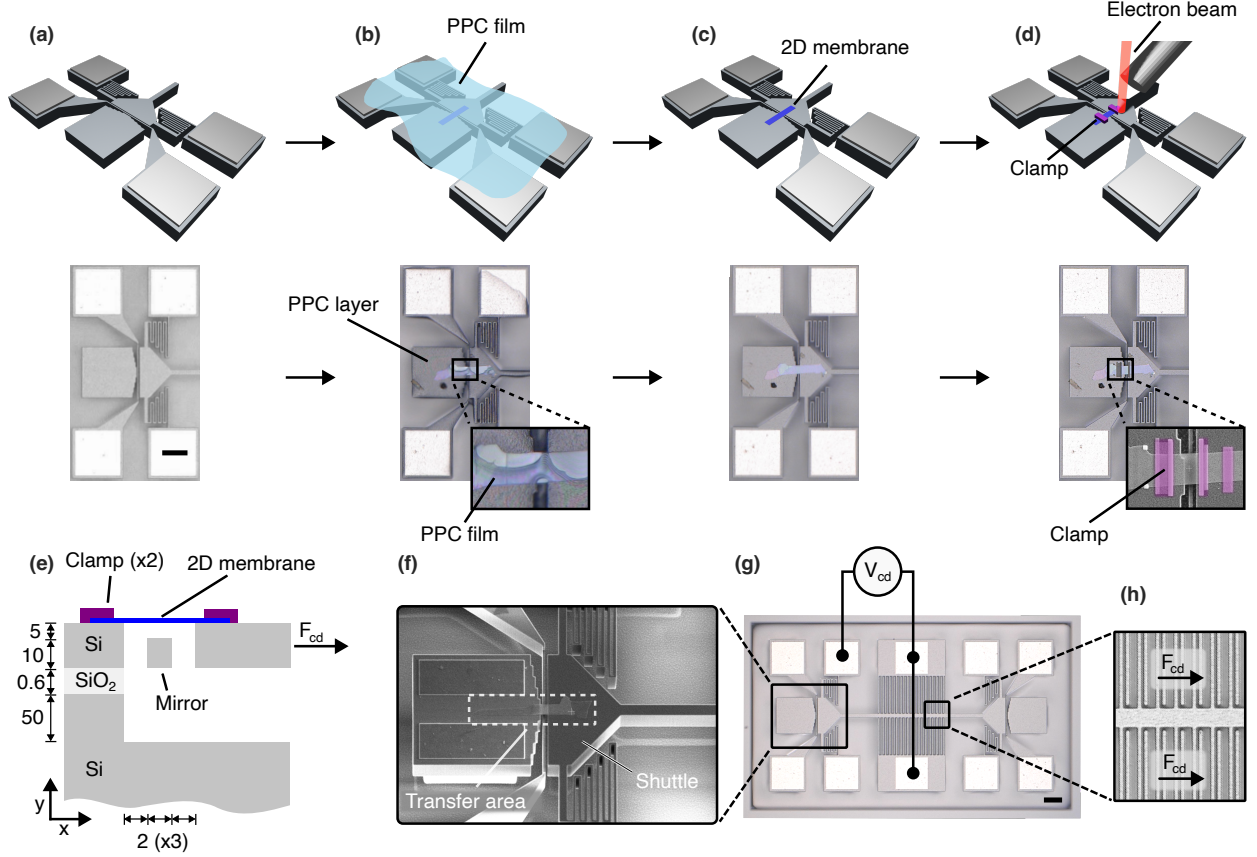 (a)
(b)
PPC film
(c)
2D membrane
(d)
Electron beam
Clamp
PPC layer
PPC film
Clamp
(e)
Clamp (x2)
2D membrane
5
10
0.6
50
Si
SiO2
Si
Mirror
Fcd
y
x
2 (x3)
(f)
Transfer area
Shuttle
(g)
Vcd
(h)
Fcd
Fcd